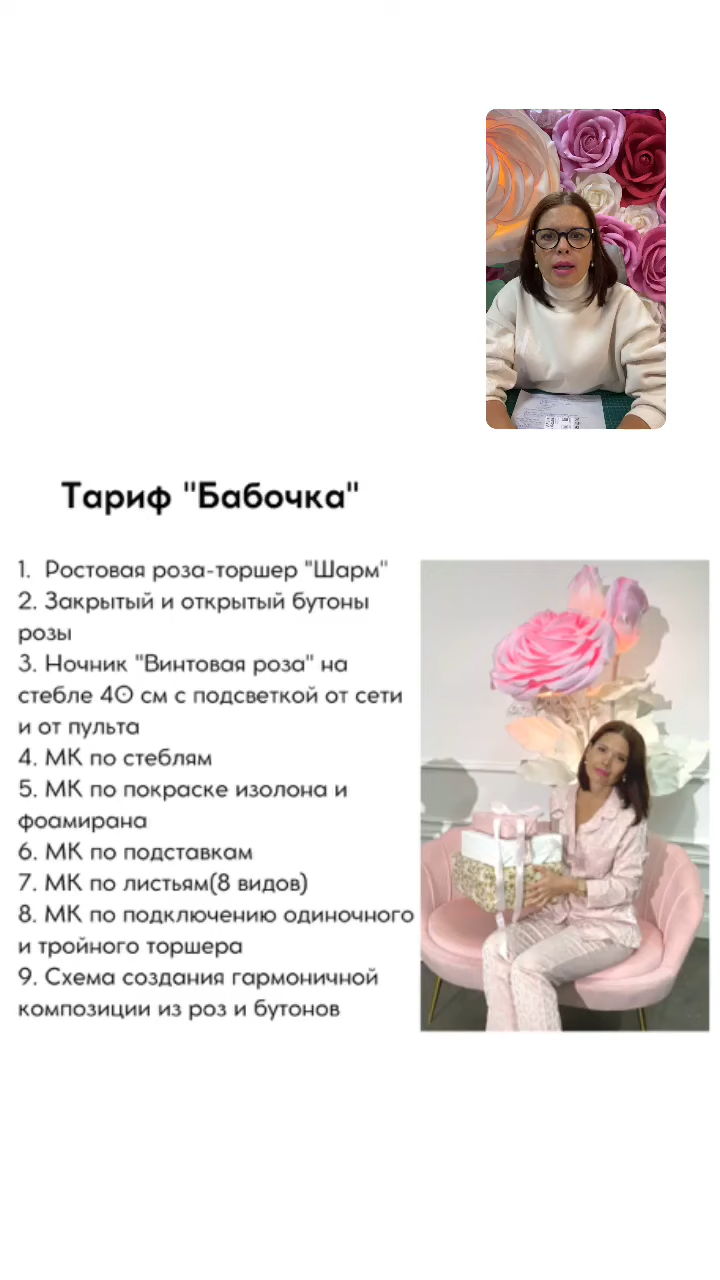 Тариф "Бабочка"
1. Ростовая роза-торшер "Шарм"
2. Закрытый и открытый бутоны
розы
3. Ночник "Винтовая роза" на
стебле 40 см с подсветкой от сети
и от пульта
4. МК по стеблям
5. МК по покраске изолона и
фоамирана
6. МК по подставкам
7. МК по листьям(8 видов)
8. МК по подключению одиночного
и тройного торшера
9. Схема создания гармоничной
композиции из роз и бутонов